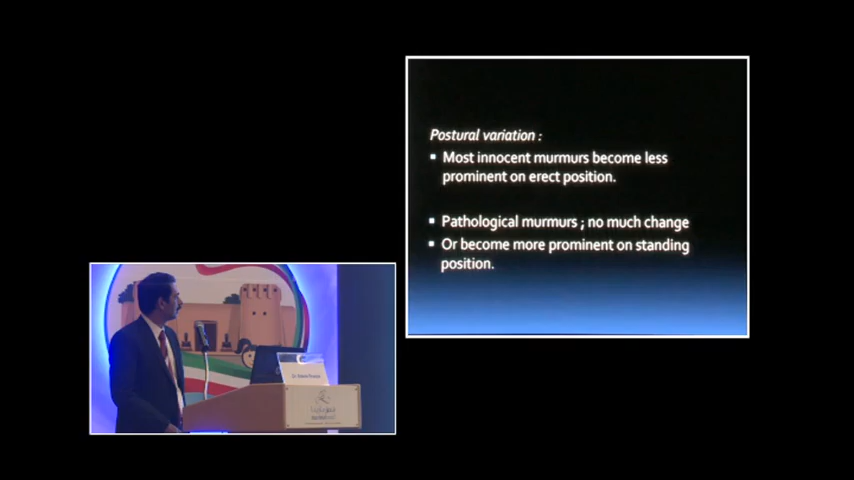 Postural variation :
▪ Most innocent murmurs become less
prominent on erect position.
▪ Pathological murmurs ; no much change
▪ Or become more prominent on standing
position.